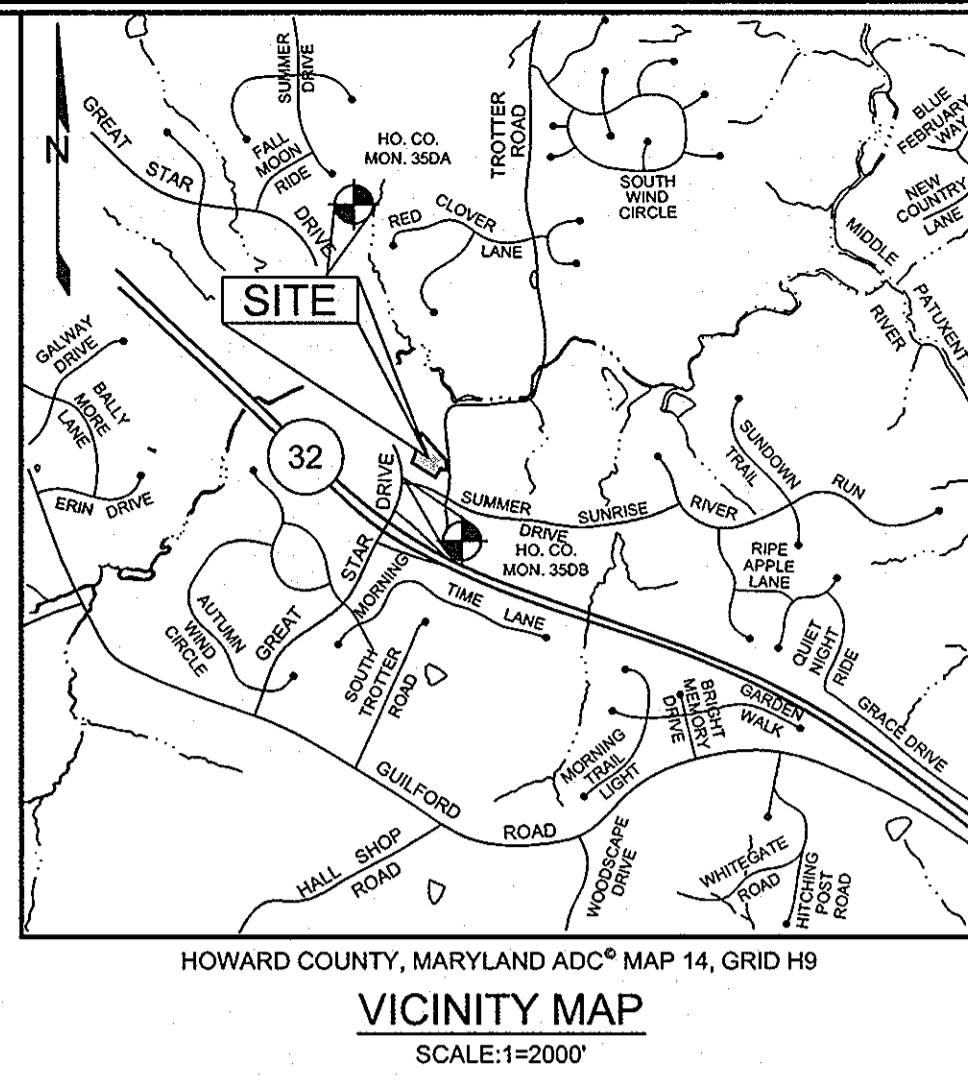 SUMMER
DRIVE
GREAT
STAR
DRIVE
FALL
MOON
RIDE
HO. CO.
MON. 35DA
TROTTER
ROAD
SOUTH
WIND
CIRCLE
BLUE
FEBRUARY
WAY
NEW
COUNTRY
LANE
RED CLOVER
LANE
MIDDLE
PATUXENT
RIVER
N
SITE
GALWAY
DRIVE
BALLY
MORE
LANE
ERIN DRIVE
32
SUMMER SUNRISE
DRIVE
HO. CO.
MON. 35DB
SUNDOWN
TRAIL
RIVER RUN
RIPE
APPLE
LANE
GREAT STAR DRIVE
MORNING
TIME LANE
AUTUMN
WIND
CIRCLE
SOUTH
TROTTER
ROAD
QUIET
NIGHT
RIDE
GRACE DRIVE
BRIGHT
MEMORY
DRIVE
GARDEN
WALK
MORNING
TRAIL
LIGHT
GUILFORD
ROAD
HALL SHOP
ROAD
WOODSCAPE
DRIVE
WHITEGATE
ROAD
HITCHING
POST
ROAD
HOWARD COUNTY, MARYLAND ADC© MAP 14, GRID H9
VICINITY MAP
SCALE:1=2000'